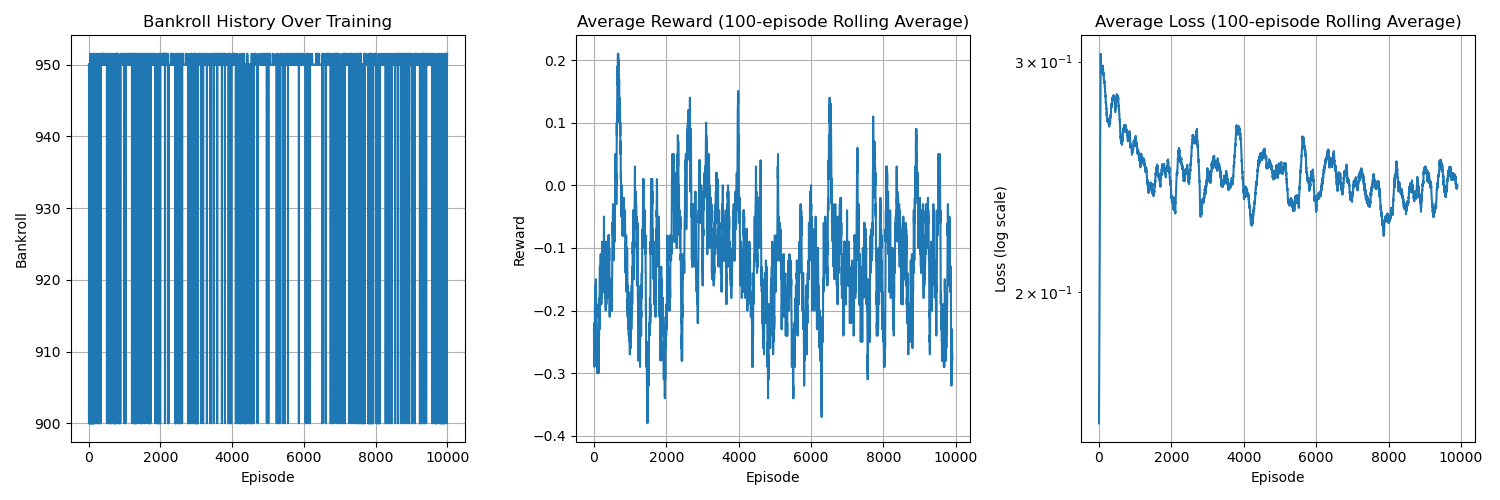 Bankroll History Over Training
Bankroll
950
940
930
920
910
900
0 2000 4000 6000 8000 10000
Episode
Average Reward (100-episode Rolling Average)
Reward
0.2
0.1
0.0
−0.1
−0.2
−0.3
−0.4
0 2000 4000 6000 8000 10000
Episode
Average Loss (100-episode Rolling Average)
Loss (log scale)
3 × 10⁻¹
2 × 10⁻¹
0 2000 4000 6000 8000 10000
Episode